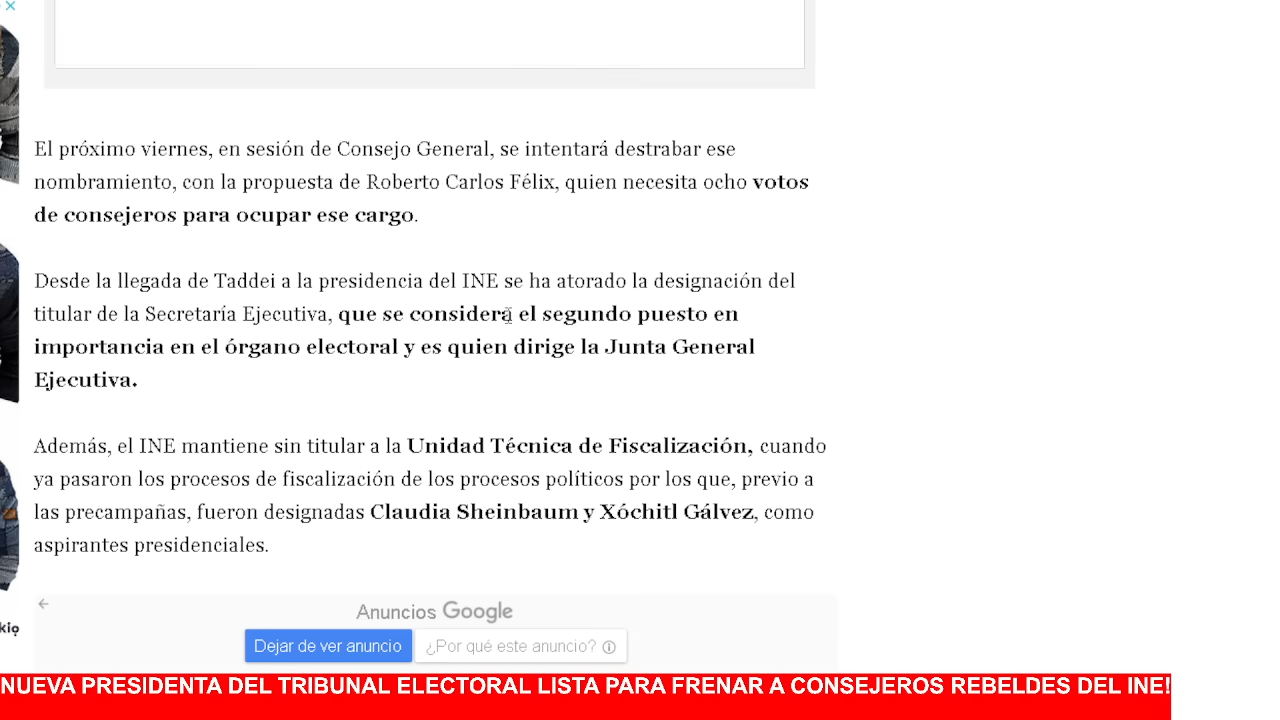 El próximo viernes, en sesión de Consejo General, se intentará destrabar ese
nombramiento, con la propuesta de Roberto Carlos Félix, quien necesita ocho votos
de consejeros para ocupar ese cargo.
Desde la llegada de Taddei a la presidencia del INE se ha atorado la designación del
titular de la Secretaría Ejecutiva, que se considera el segundo puesto en
importancia en el órgano electoral y es quien dirige la Junta General
Ejecutiva.
Además, el INE mantiene sin titular a la Unidad Técnica de Fiscalización, cuando
ya pasaron los procesos de fiscalización de los procesos políticos por los que, previo a
las precampañas, fueron designadas Claudia Sheinbaum y Xóchitl Gálvez, como
aspirantes presidenciales.
Anuncios Google
Dejar de ver anuncio ¿Por qué este anuncio?
NUEVA PRESIDENTA DEL TRIBUNAL ELECTORAL LISTA PARA FRENAR A CONSEJEROS REBELDES DEL INE!